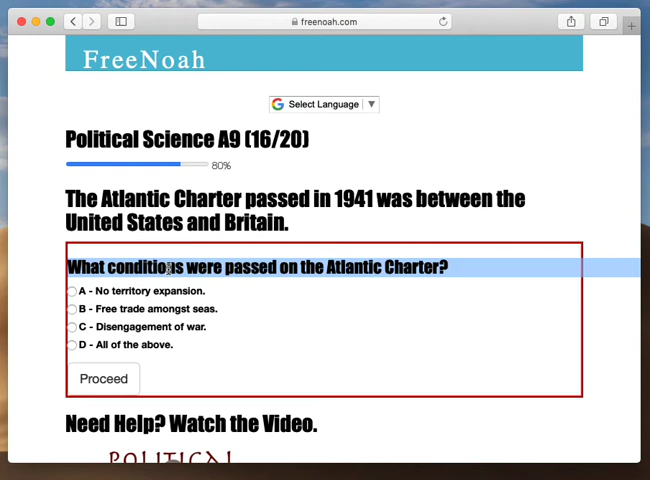 freenoah.com
FreeNoah
Select Language
Political Science A9 (16/20)
80%
The Atlantic Charter passed in 1941 was between the
United States and Britain.
What conditions were passed on the Atlantic Charter?
A - No territory expansion.
B - Free trade amongst seas.
C - Disengagement of war.
D - All of the above.
Proceed
Need Help? Watch the Video.
POLITICAL